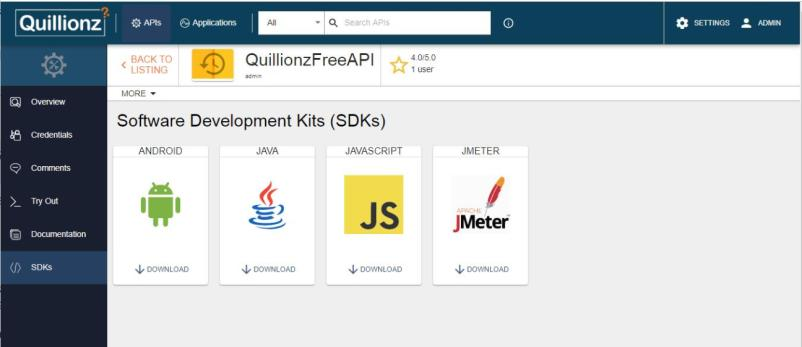 Quillionz?
APIs
Applications
All
Search APIs
SETTINGS
ADMIN
BACK TO
LISTING
QuillionzFreeAPI
admin
4.0/5.0
1 user
MORE
Overview
Credentials
Comments
Try Out
Documentation
SDKs
Software Development Kits (SDKs)
ANDROID
JAVA
JAVASCRIPT
JMETER
JS
APACHE
JMeter™
DOWNLOAD
DOWNLOAD
DOWNLOAD
DOWNLOAD